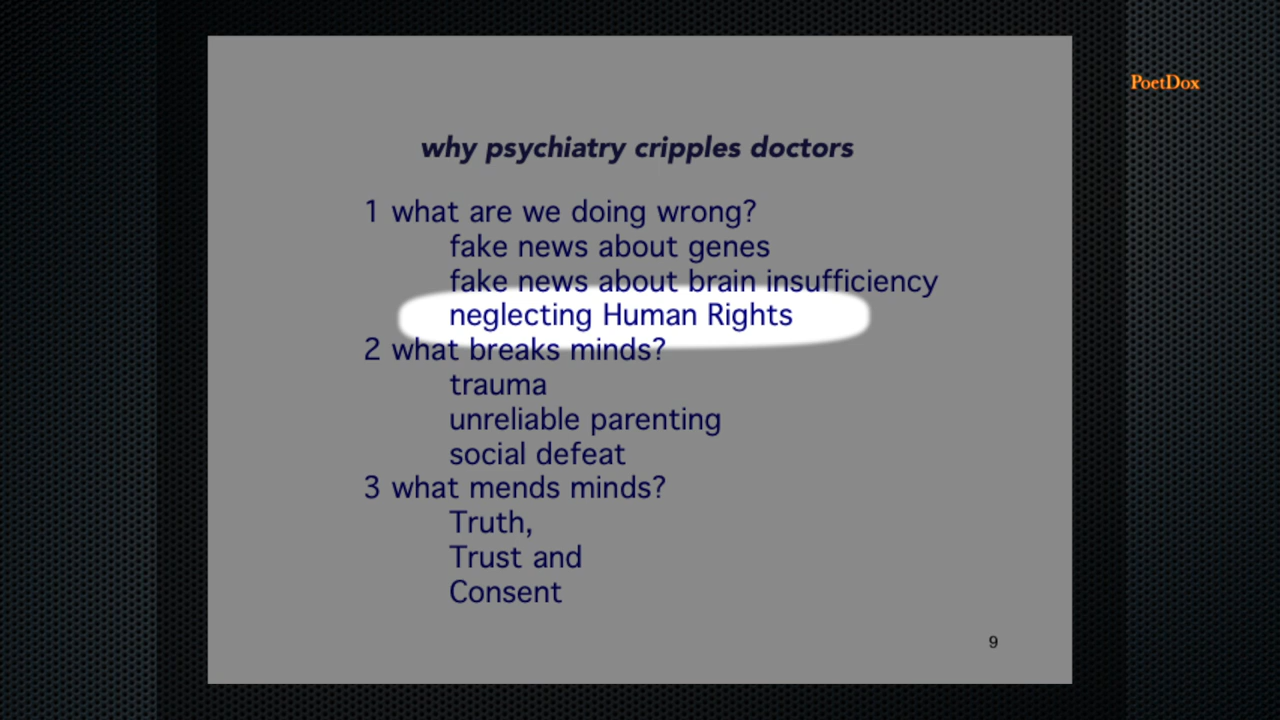 PoetDox
why psychiatry cripples doctors
1 what are we doing wrong?
fake news about genes
fake news about brain insufficiency
neglecting Human Rights
2 what breaks minds?
trauma
unreliable parenting
social defeat
3 what mends minds?
Truth,
Trust and
Consent
9